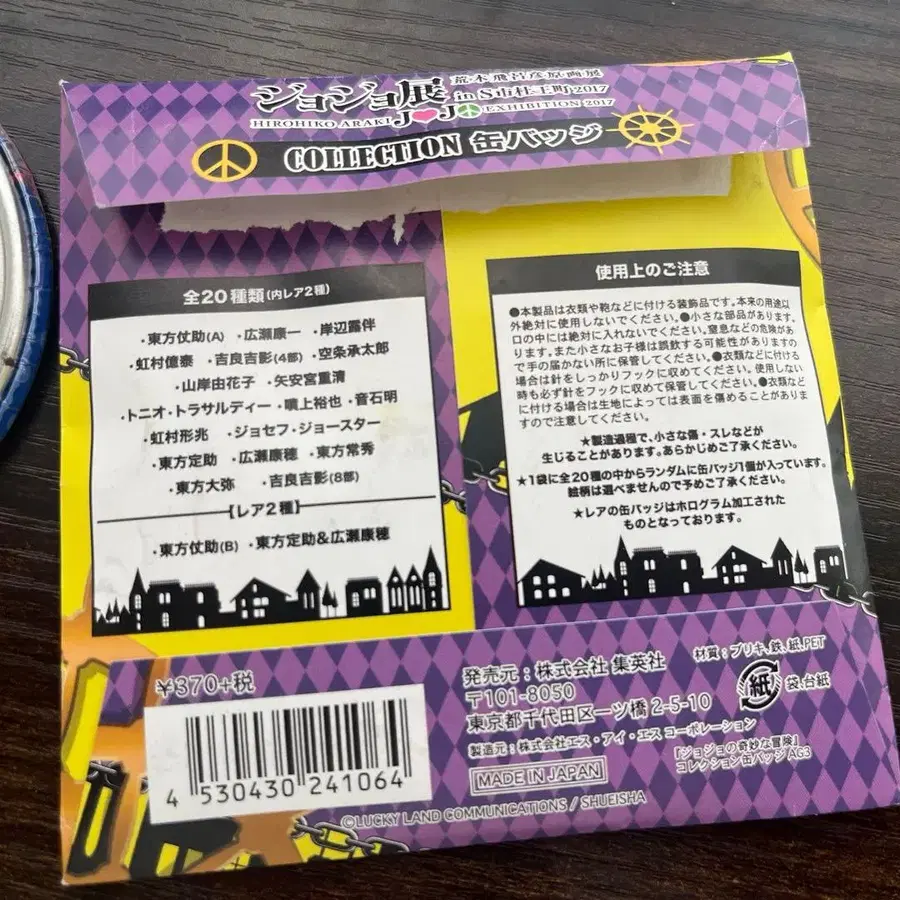 荒木飛呂彦原画展
ジョジョ展 in S市杜王町2017
HIROHIKO ARAKI JOJO EXHIBITION 2017
COLLECTION 缶バッジ
全20種類(内レア2種)
・東方仗助(A) ・広瀬康一 ・岸辺露伴
・虹村億泰 ・吉良吉影(4部) ・空条承太郎
・山岸由花子 ・矢安宮重清
・トニオ・トラサルディー ・噴上裕也 ・音石明
・虹村形兆 ・ジョセフ・ジョースター
・東方定助 ・広瀬康穂 ・東方常秀
・東方大弥 ・吉良吉影(8部)
【レア2種】
・東方仗助(B) ・東方定助&広瀬康穂
使用上のご注意
●本製品は衣類や鞄などに付ける装飾品です。本来の用途以
外絶対に使用しないでください。●小さな部品があります。
口の中には絶対に入れないでください。窒息などの危険があ
ります。また小さなお子様は誤飲する可能性がありますの
で手の届かない所に保管してください。●衣類などに付ける
場合は針をしっかりフックに収めてください。使用しない
時も必ず針をフックに収めて保管してください。●衣類など
に付ける場合は生地によっては表面を傷めることがありま
すので注意してください。
★製造過程で、小さな傷・スレなどが
生じることがあります。あらかじめご了承ください。
★1袋に全20種の中からランダムに缶バッジ1個が入っています。
絵柄は選べませんので予めご了承ください。
★レアの缶バッジはホログラム加工された
ものとなっております。
¥370+税
4 530430 241064
発売元:株式会社 集英社
〒101-8050
東京都千代田区一ツ橋2-5-10
製造元:株式会社エス・アイ・エス コーポレーション
MADE IN JAPAN
材質:ブリキ、鉄、紙、PET
紙 袋、台紙
『ジョジョの奇妙な冒険』
コレクション缶バッジ AG3
©LUCKY LAND COMMUNICATIONS / SHUEISHA